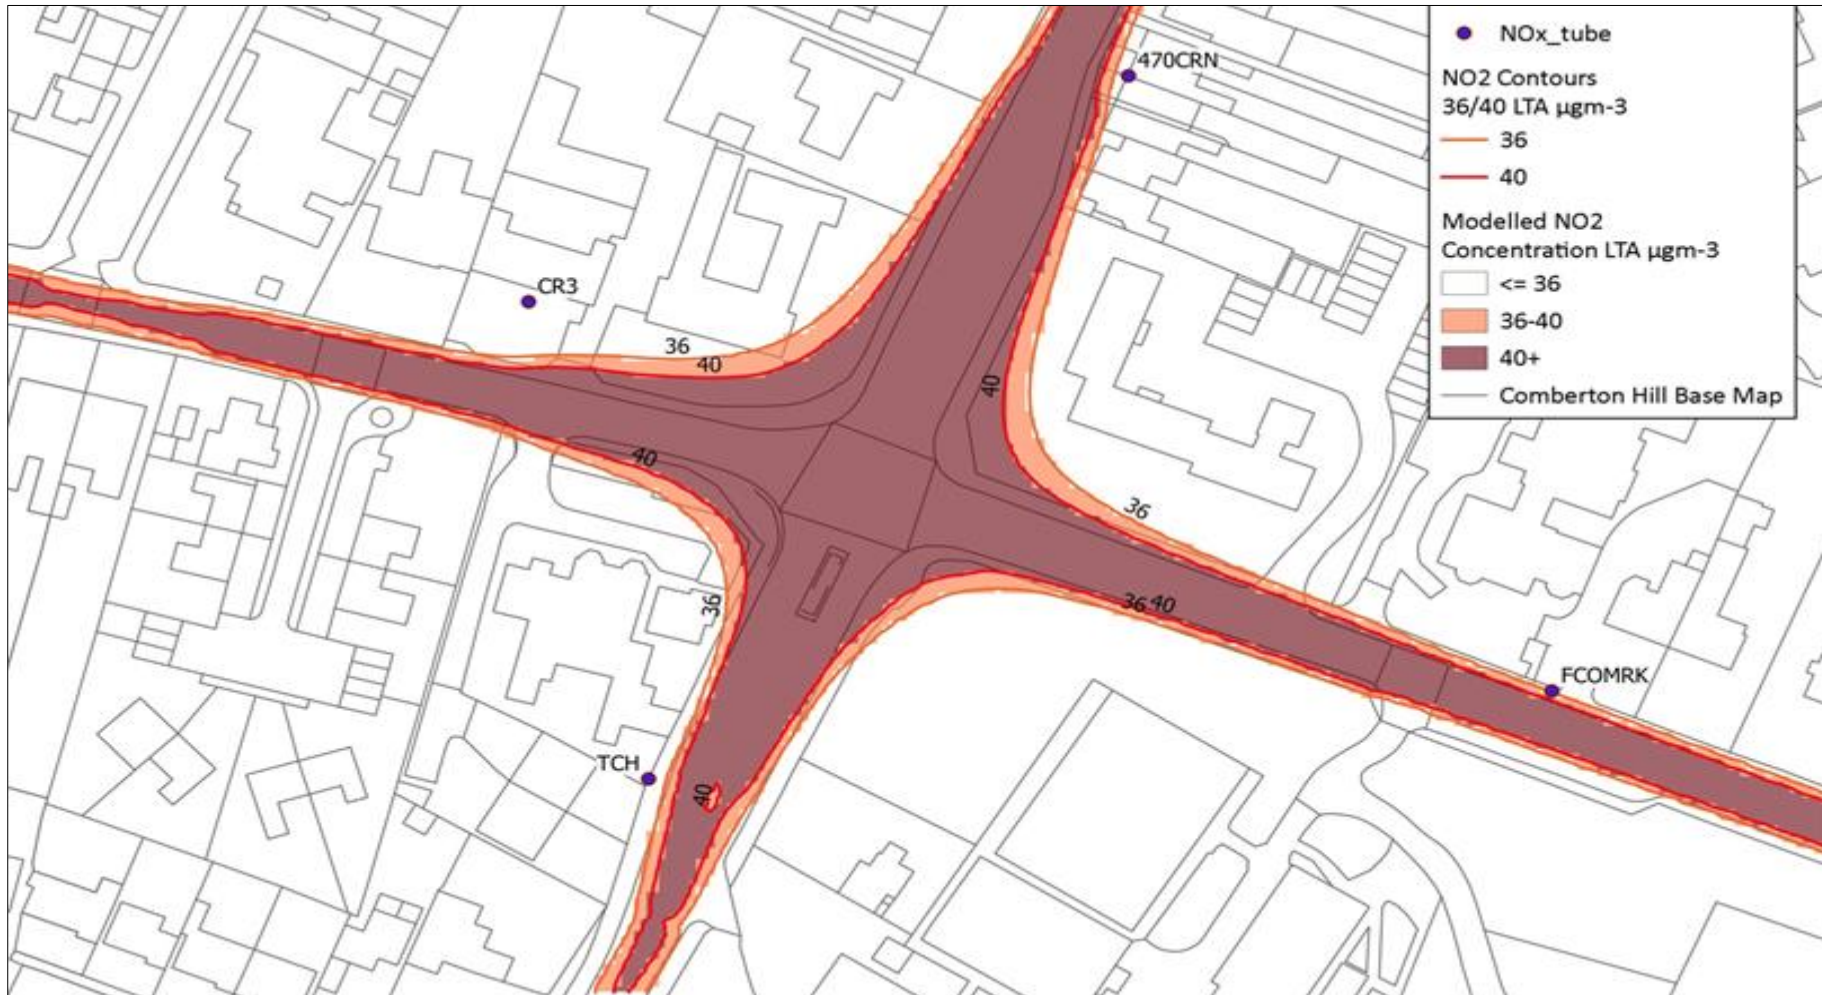 NOx_tube
NO2 Contours
36/40 LTA µgm-3
36
40
Modelled NO2
Concentration LTA µgm-3
<= 36
36-40
40+
Comberton Hill Base Map
470CRN
CR3
36
40
40
40
36
36
36 40
FCOMRK
TCH
40